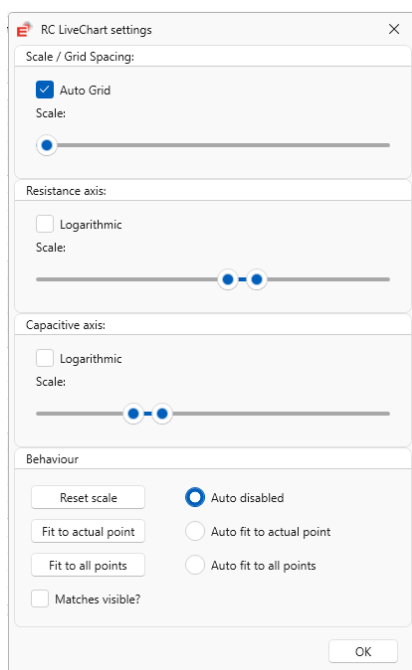 RC LiveChart settings
Scale / Grid Spacing:
Auto Grid
Scale:
Resistance axis:
Logarithmic
Scale:
Capacitive axis:
Logarithmic
Scale:
Behaviour
Reset scale
Auto disabled
Fit to actual point
Auto fit to actual point
Fit to all points
Auto fit to all points
Matches visible?
OK